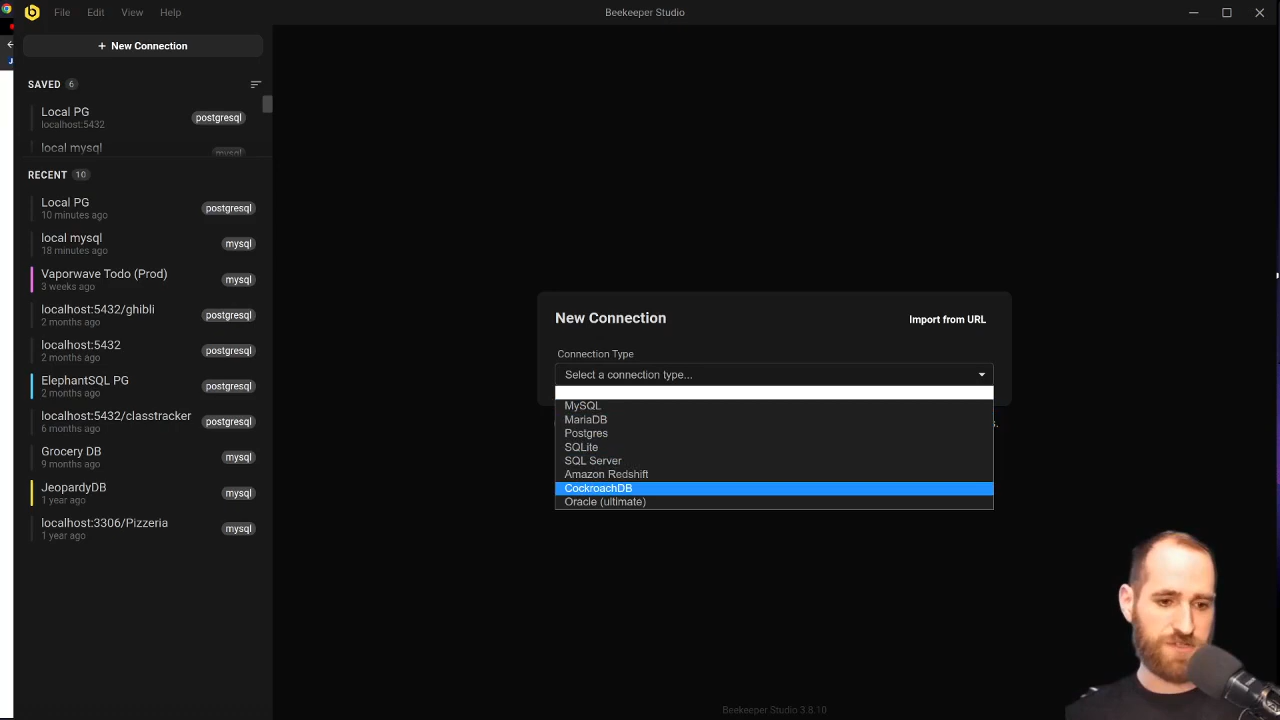 File Edit View Help
Beekeeper Studio
+ New Connection
SAVED 6
Local PG
localhost:5432
postgresql
local mysql
mysql
RECENT 10
Local PG
10 minutes ago
postgresql
local mysql
18 minutes ago
mysql
Vaporwave Todo (Prod)
3 weeks ago
mysql
localhost:5432/ghibli
2 months ago
postgresql
localhost:5432
2 months ago
postgresql
ElephantSQL PG
2 months ago
postgresql
localhost:5432/classtracker
6 months ago
postgresql
Grocery DB
9 months ago
mysql
JeopardyDB
1 year ago
mysql
localhost:3306/Pizzeria
1 year ago
mysql
New Connection
Import from URL
Connection Type
Select a connection type...
MySQL
MariaDB
Postgres
SQLite
SQL Server
Amazon Redshift
CockroachDB
Oracle (ultimate)
Beekeeper Studio 3.8.10